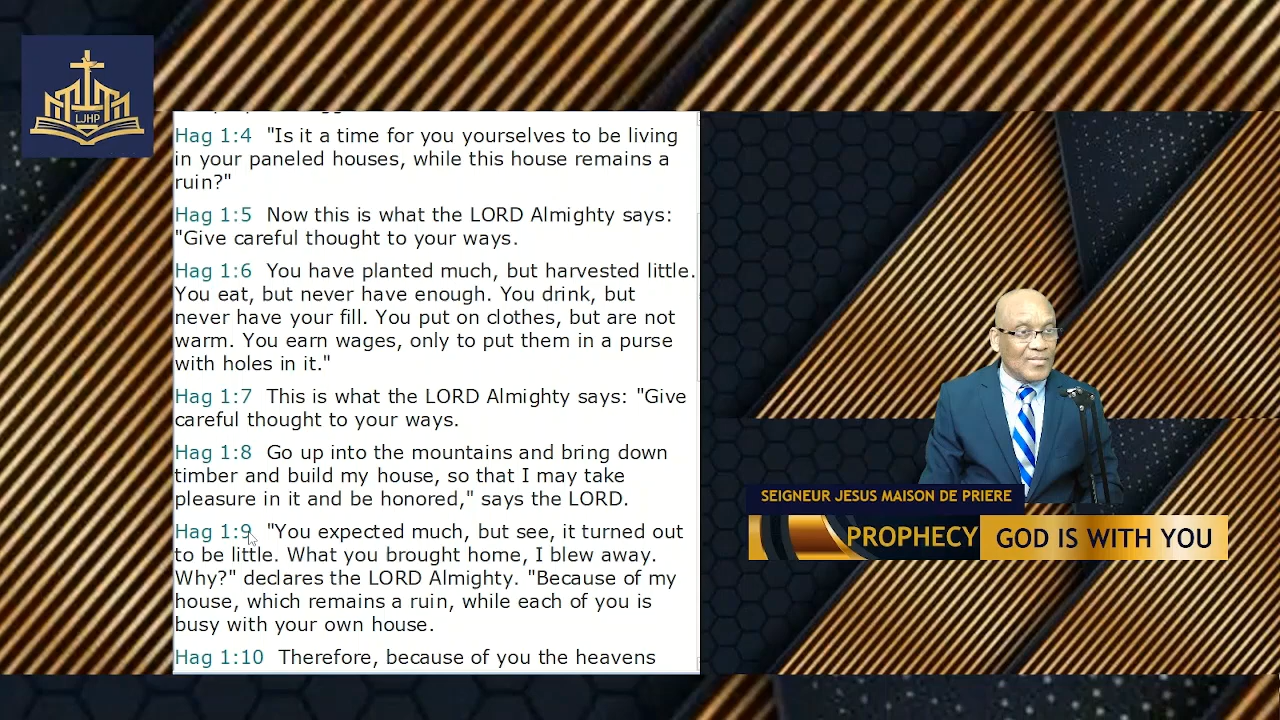 LJHP
Hag 1:4 "Is it a time for you yourselves to be living
in your paneled houses, while this house remains a
ruin?"
Hag 1:5 Now this is what the LORD Almighty says:
"Give careful thought to your ways.
Hag 1:6 You have planted much, but harvested little.
You eat, but never have enough. You drink, but
never have your fill. You put on clothes, but are not
warm. You earn wages, only to put them in a purse
with holes in it."
Hag 1:7 This is what the LORD Almighty says: "Give
careful thought to your ways.
Hag 1:8 Go up into the mountains and bring down
timber and build my house, so that I may take
pleasure in it and be honored," says the LORD.
Hag 1:9 "You expected much, but see, it turned out
to be little. What you brought home, I blew away.
Why?" declares the LORD Almighty. "Because of my
house, which remains a ruin, while each of you is
busy with your own house.
Hag 1:10 Therefore, because of you the heavens
SEIGNEUR JESUS MAISON DE PRIERE
PROPHECY GOD IS WITH YOU